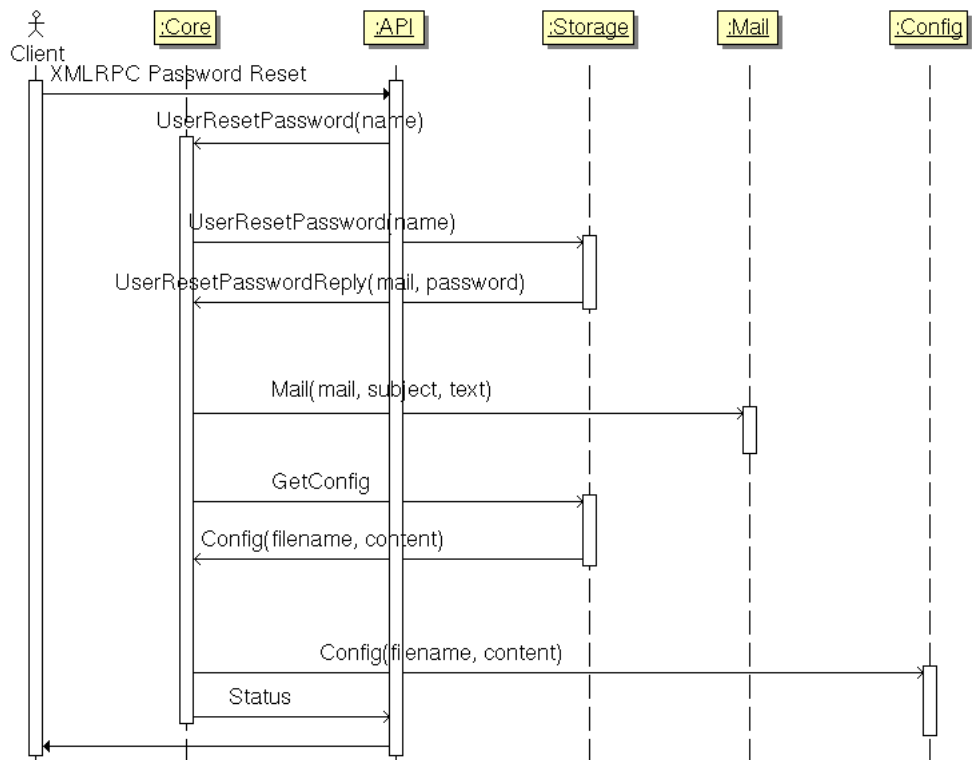 :Core
:API
:Storage
:Mail
:Config
Client
XMLRPC Password Reset
UserResetPassword(name)
UserResetPassword(name)
UserResetPasswordReply(mail, password)
Mail(mail, subject, text)
GetConfig
Config(filename, content)
Config(filename, content)
Status